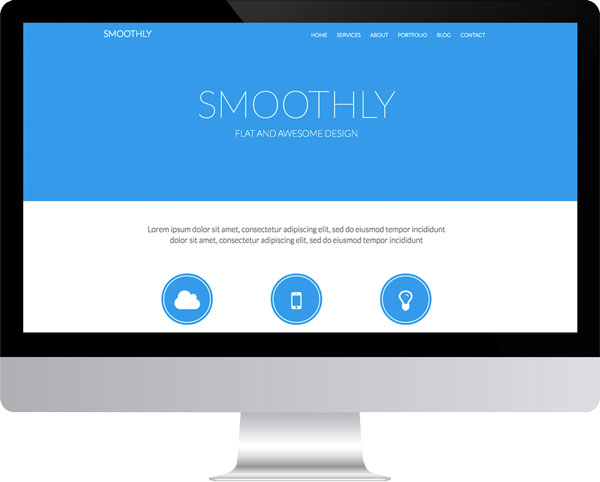 SMOOTHLY
HOME SERVICES ABOUT PORTFOLIO BLOG CONTACT
SMOOTHLY
FLAT AND AWESOME DESIGN
Lorem ipsum dolor sit amet, consectetur adipiscing elit, sed do eiusmod tempor incididunt
dolor sit amet, consectetur adipiscing elit, sed do eiusmod tempor incididunt